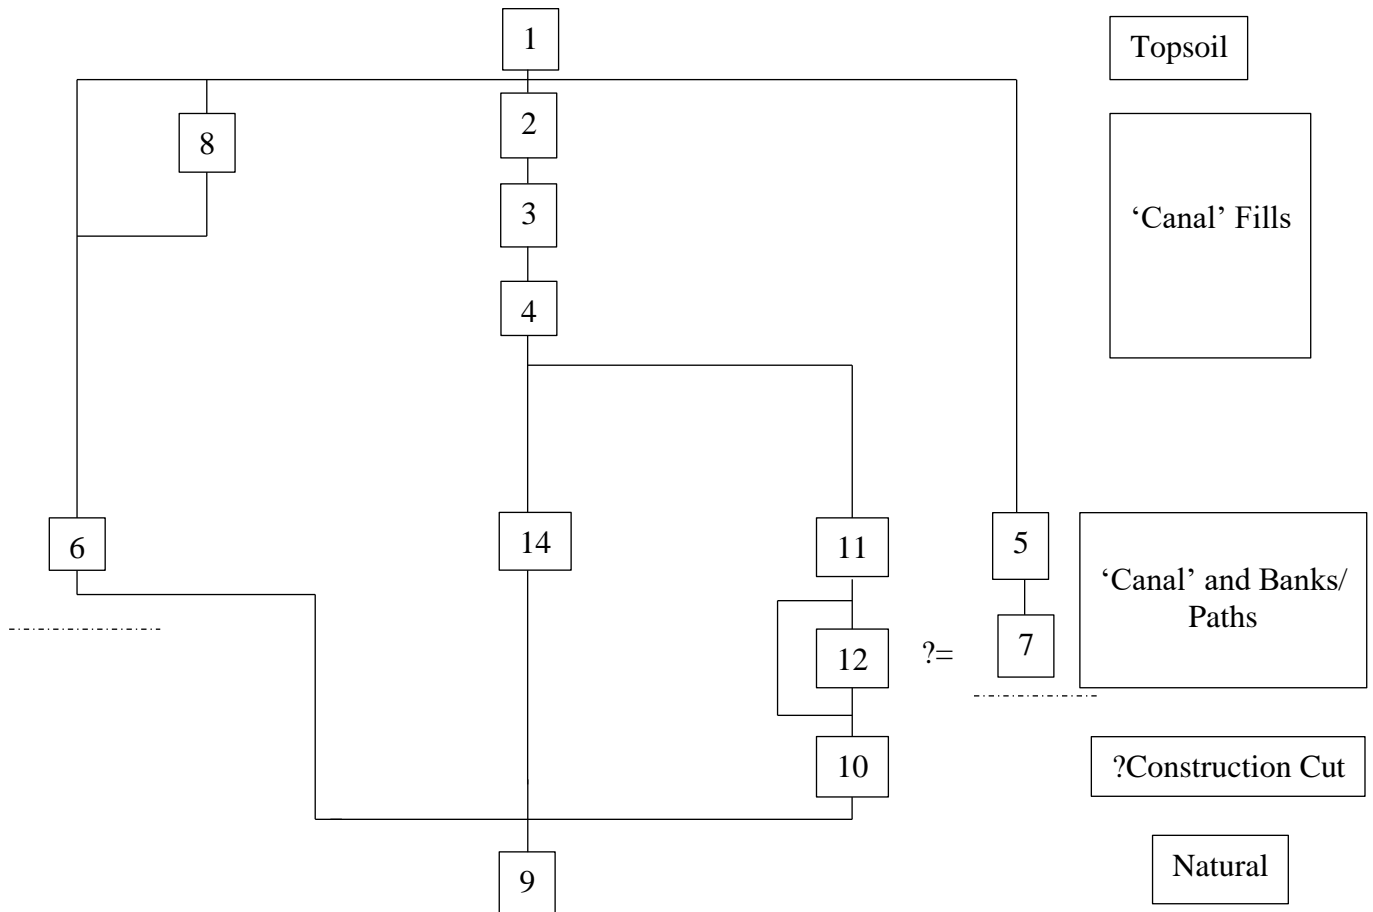 1
Topsoil
2
8
3
‘Canal’ Fills
4
6
14
11
5
‘Canal’ and Banks/
Paths
12
?=
7
10
?Construction Cut
9
Natural